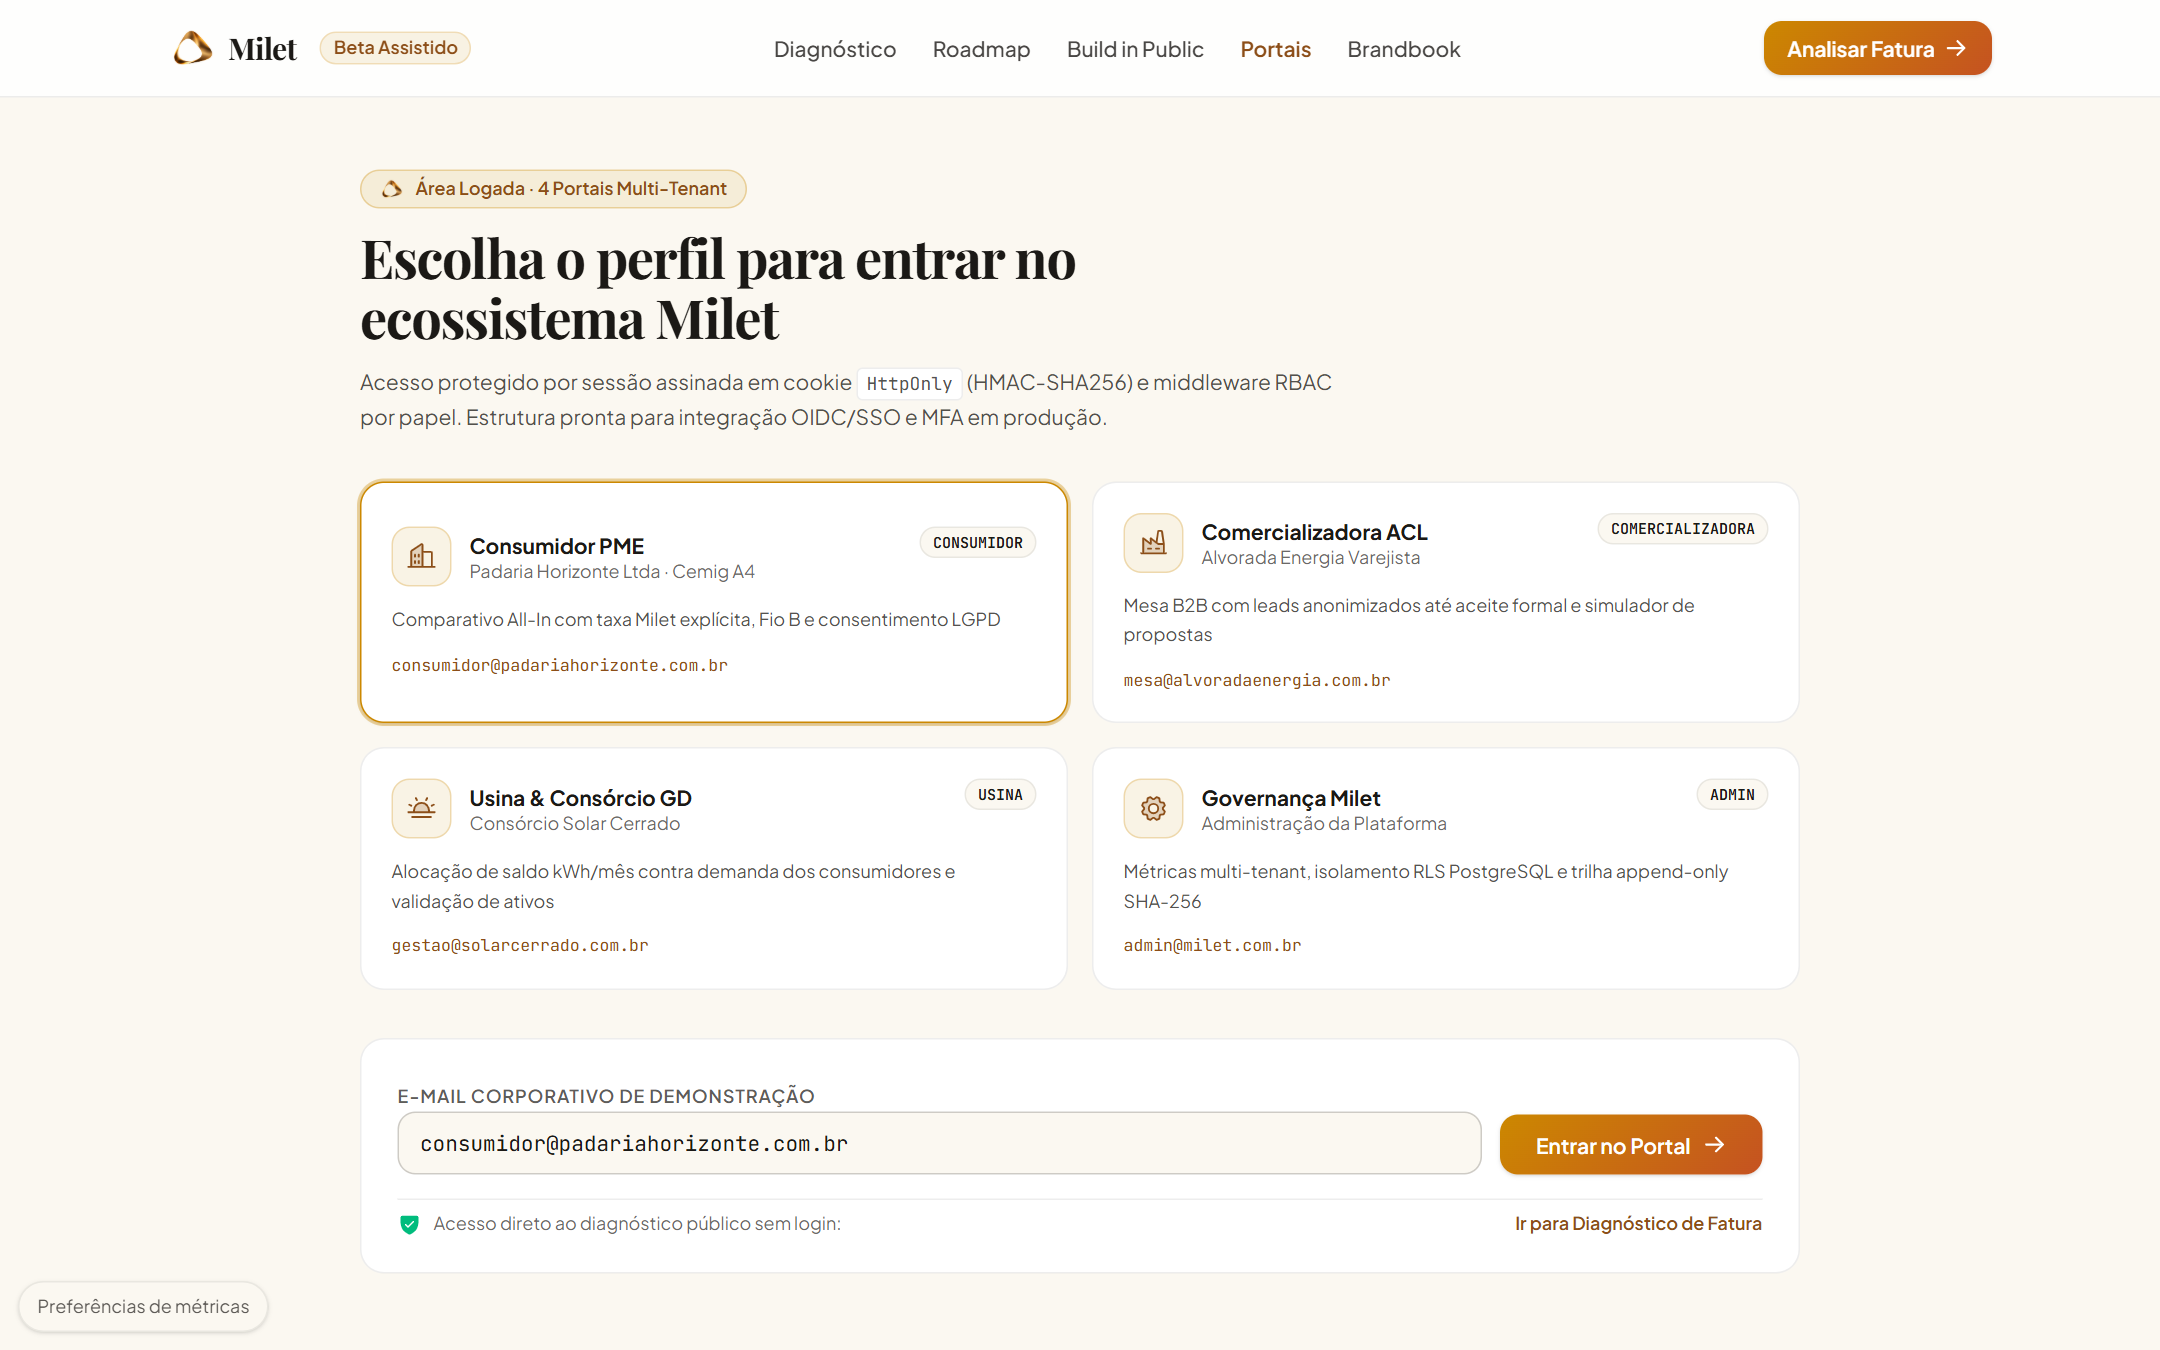 Milet
Beta Assistido
Diagnóstico
Roadmap
Build in Public
Portais
Brandbook
Analisar Fatura →
Área Logada · 4 Portais Multi-Tenant
Escolha o perfil para entrar no
ecossistema Milet
Acesso protegido por sessão assinada em cookie HttpOnly (HMAC-SHA256) e middleware RBAC
por papel. Estrutura pronta para integração OIDC/SSO e MFA em produção.
Consumidor PME
CONSUMIDOR
Padaria Horizonte Ltda · Cemig A4
Comparativo All-In com taxa Milet explícita, Fio B e consentimento LGPD
consumidor@padariahorizonte.com.br
Comercializadora ACL
COMERCIALIZADORA
Alvorada Energia Varejista
Mesa B2B com leads anonimizados até aceite formal e simulador de
propostas
mesa@alvoradaenergia.com.br
Usina & Consórcio GD
USINA
Consórcio Solar Cerrado
Alocação de saldo kWh/mês contra demanda dos consumidores e
validação de ativos
gestao@solarcerrado.com.br
Governança Milet
ADMIN
Administração da Plataforma
Métricas multi-tenant, isolamento RLS PostgreSQL e trilha append-only
SHA-256
admin@milet.com.br
E-MAIL CORPORATIVO DE DEMONSTRAÇÃO
consumidor@padariahorizonte.com.br
Entrar no Portal →
Acesso direto ao diagnóstico público sem login:
Ir para Diagnóstico de Fatura
Preferências de métricas